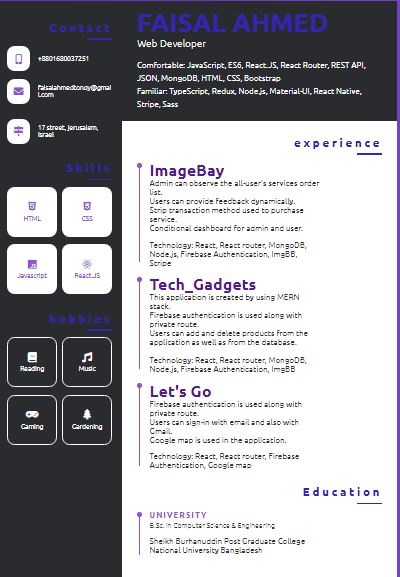 Contact
+8801680037251
faisalahmedtonoy@gmai
l.com
17 street, Jerusalem,
Israel
Skills
HTML
CSS
Javascript
React.JS
hobbies
Reading
Music
Gaming
Gardening
FAISAL AHMED
Web Developer
Comfortable: JavaScript, ES6, React.JS, React Router, REST API,
JSON, MongoDB, HTML, CSS, Bootstrap
Familiar: TypeScript, Redux, Node.js, Material-UI, React Native,
Stripe, Sass
experience
ImageBay
Admin can observe the all-user's services order
list.
Users can provide feedback dynamically.
Strip transaction method used to purchase
service.
Conditional dashboard for admin and user.
Technology: React, React router, MongoDB,
Node.js, Firebase Authentication, ImgBB,
Stripe
Tech_Gadgets
This application is created by using MERN
stack.
Firebase authentication is used along with
private route.
Users can add and delete products from the
application as well as from the database.
Technology: React, React router, MongoDB,
Node.js, Firebase Authentication, ImgBB
Let's Go
Firebase authentication is used along with
private route.
Users can sign-in with email and also with
Gmail.
Google map is used in the application.
Technology: React, React router, Firebase
Authentication, Google map
Education
UNIVERSITY
B.Sc. in Computer Science & Engineering
Sheikh Burhanuddin Post Graduate College
National University Bangladesh